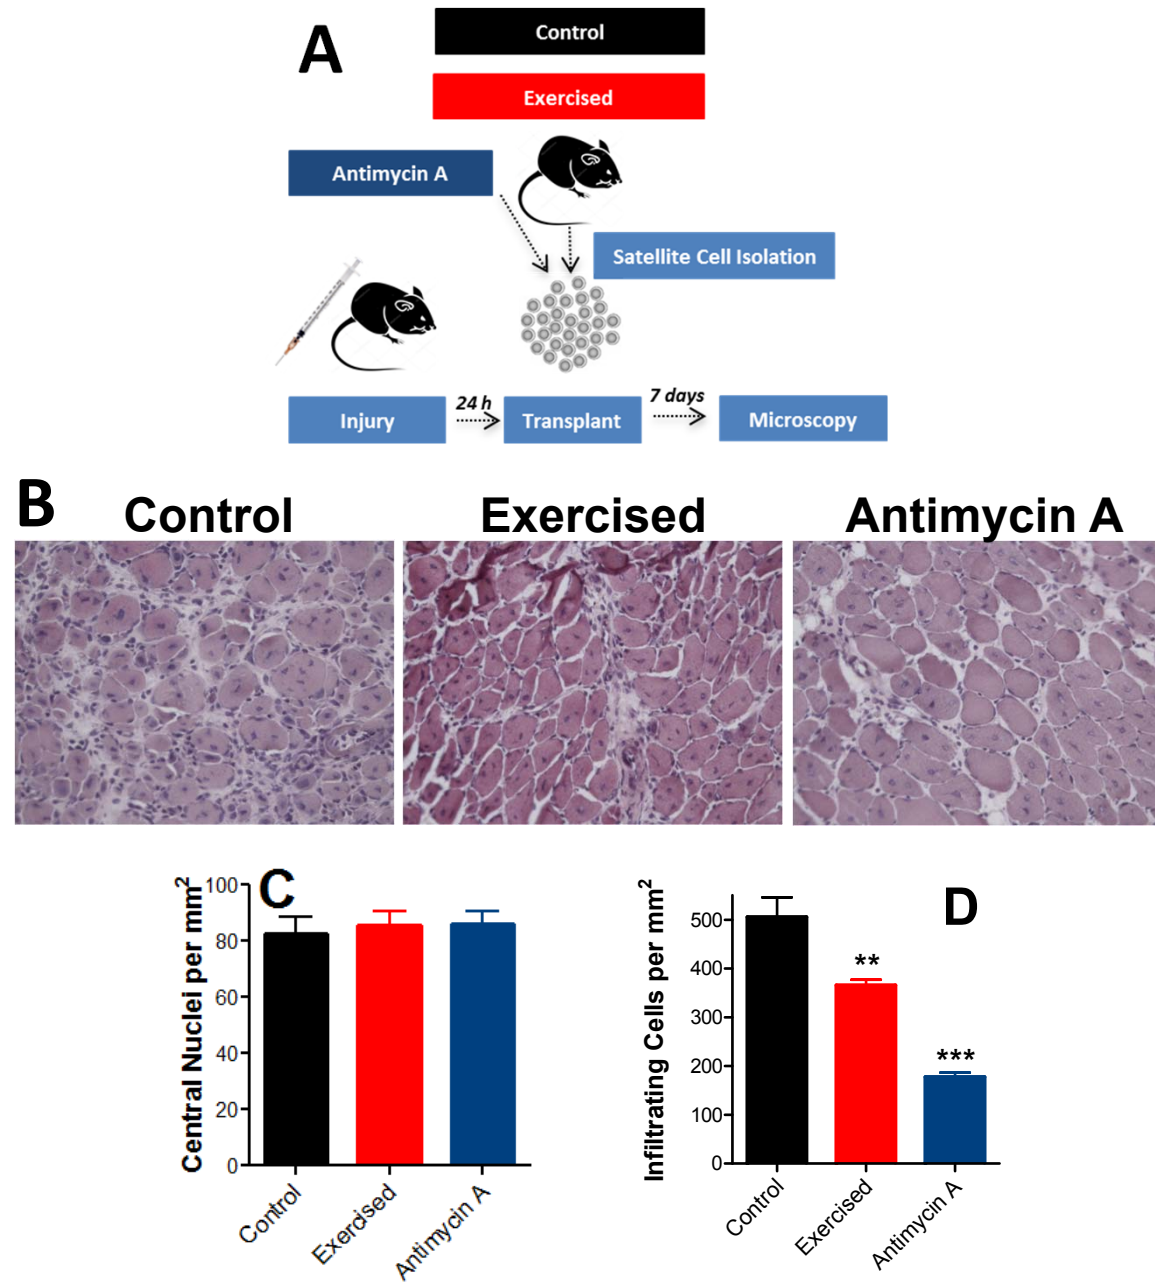 A
Control
Exercised
Antimycin A
Satellite Cell Isolation
Injury
24 h
Transplant
7 days
Microscopy
B
Control
Exercised
Antimycin A
C
Central Nuclei per mm2
100
80
60
40
20
0
Control
Exercised
Antimycin A
D
Infiltrating Cells per mm2
500
400
300
200
100
0
**
***
Control
Exercised
Antimycin A